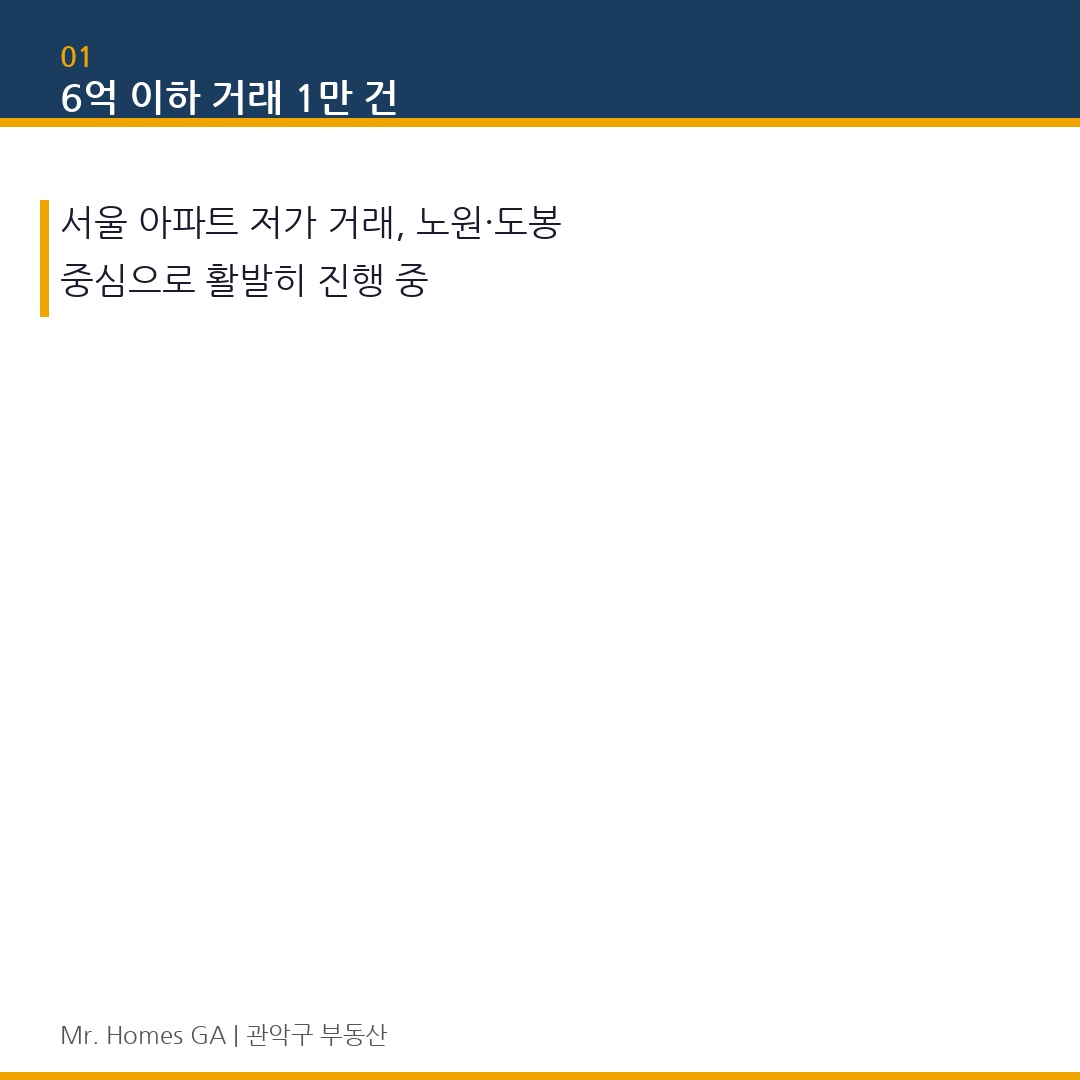 01
6억 이하 거래 1만 건
서울 아파트 저가 거래, 노원·도봉
중심으로 활발히 진행 중
Mr. Homes GA | 관악구 부동산